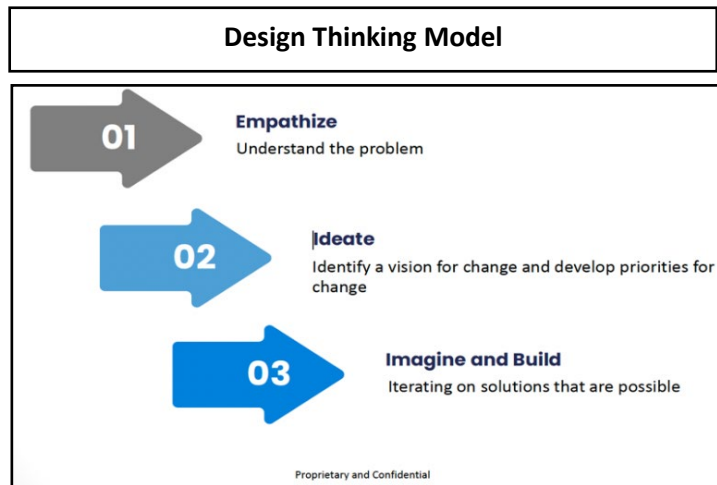 Design Thinking Model
01
Empathize
Understand the problem
02
Ideate
Identify a vision for change and develop priorities for
change
03
Imagine and Build
Iterating on solutions that are possible
Proprietary and Confidential